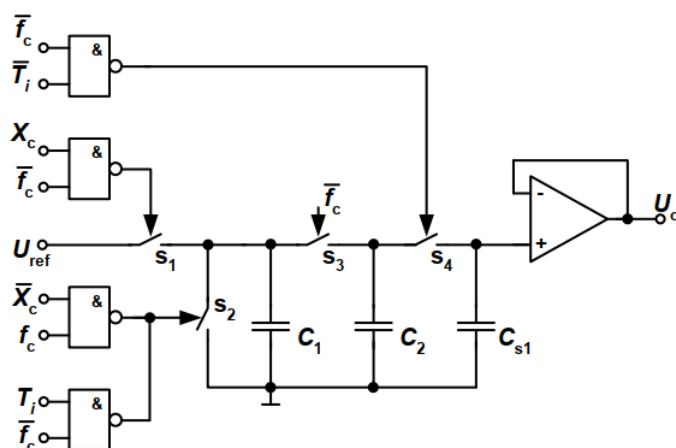 f̅c
&
T̅i
Xc
&
f̅c
f̅c
Uref
s1
s3
s4
-
+
Uo
X̅c
&
fc
s2
C1
C2
Cs1
Ti
&
f̅c